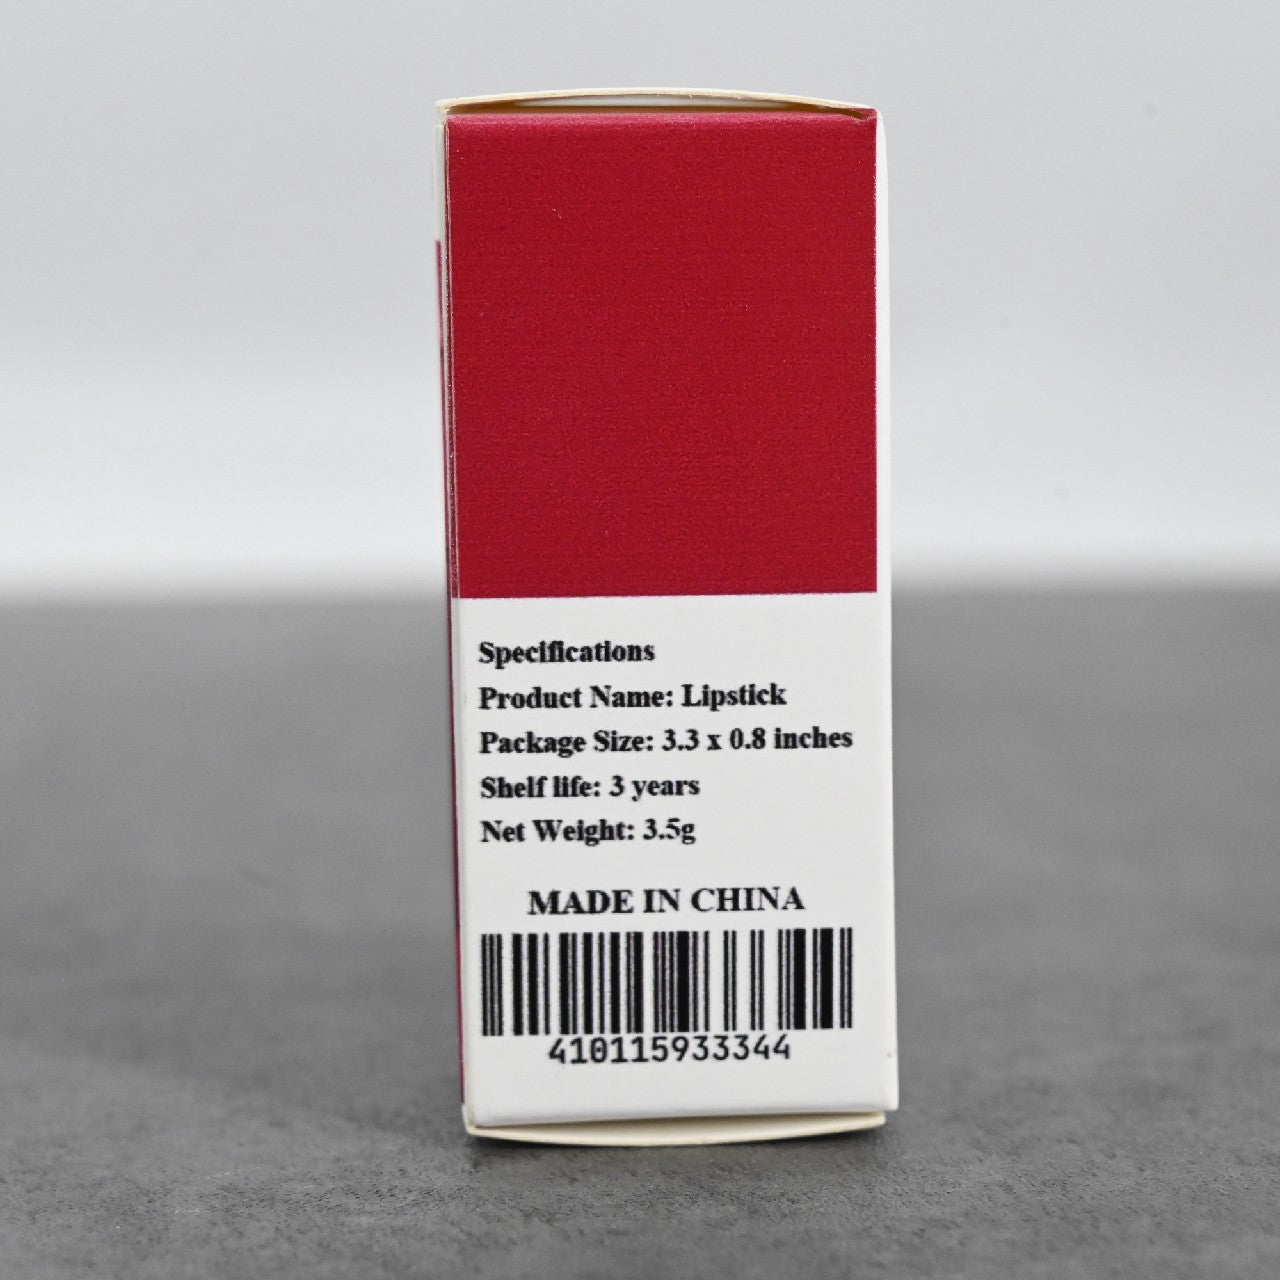 Specifications
Product Name: Lipstick
Package Size: 3.3 x 0.8 inches
Shelf life: 3 years
Net Weight: 3.5g
MADE IN CHINA
410115933344